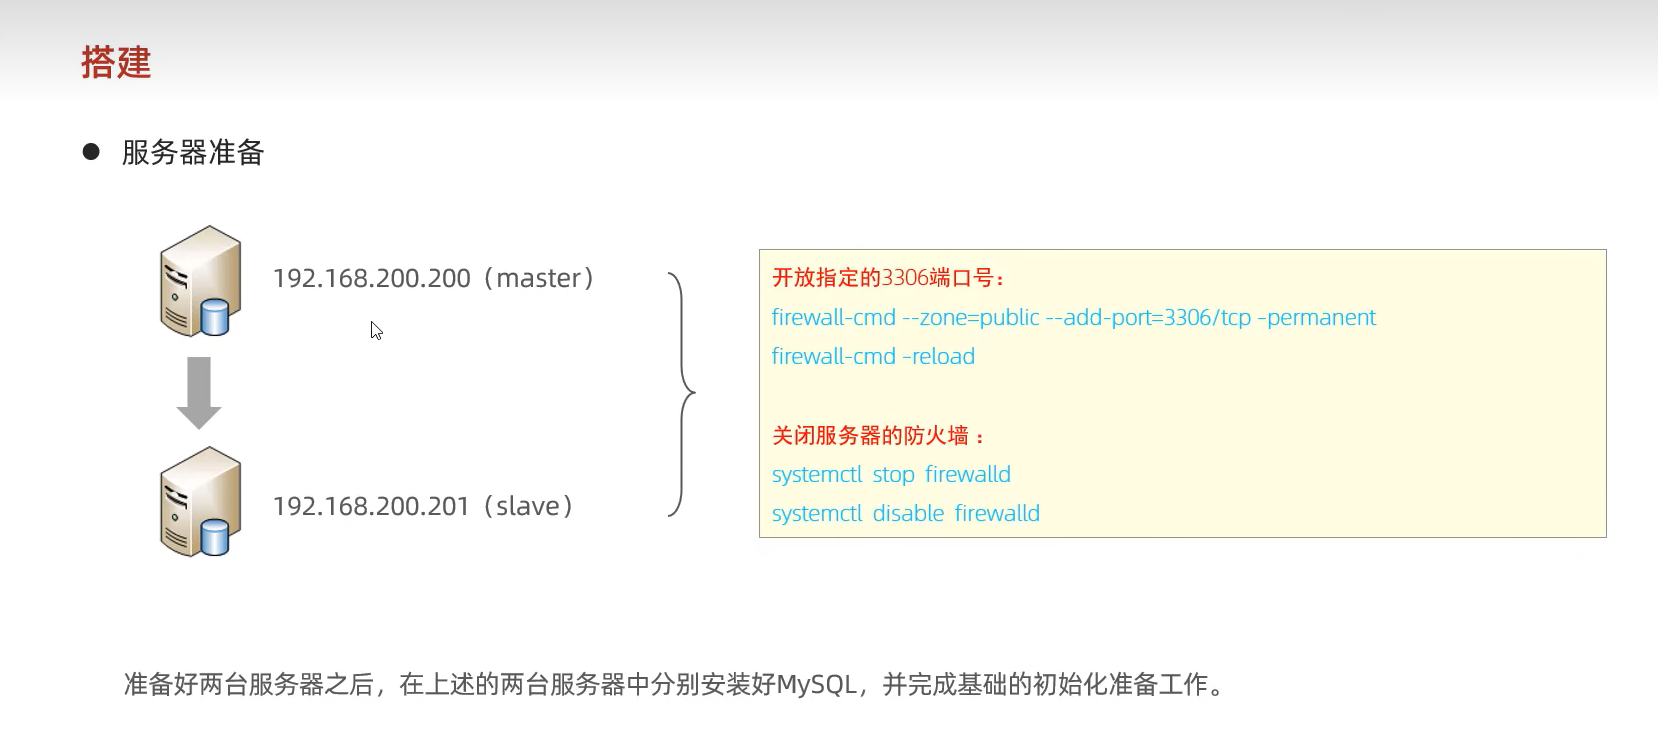 搭建
● 服务器准备
192.168.200.200（master）
192.168.200.201（slave）
开放指定的3306端口号：
firewall-cmd --zone=public --add-port=3306/tcp –permanent
firewall-cmd –reload
关闭服务器的防火墙 ：
systemctl stop firewalld
systemctl disable firewalld
准备好两台服务器之后，在上述的两台服务器中分别安装好MySQL，并完成基础的初始化准备工作。